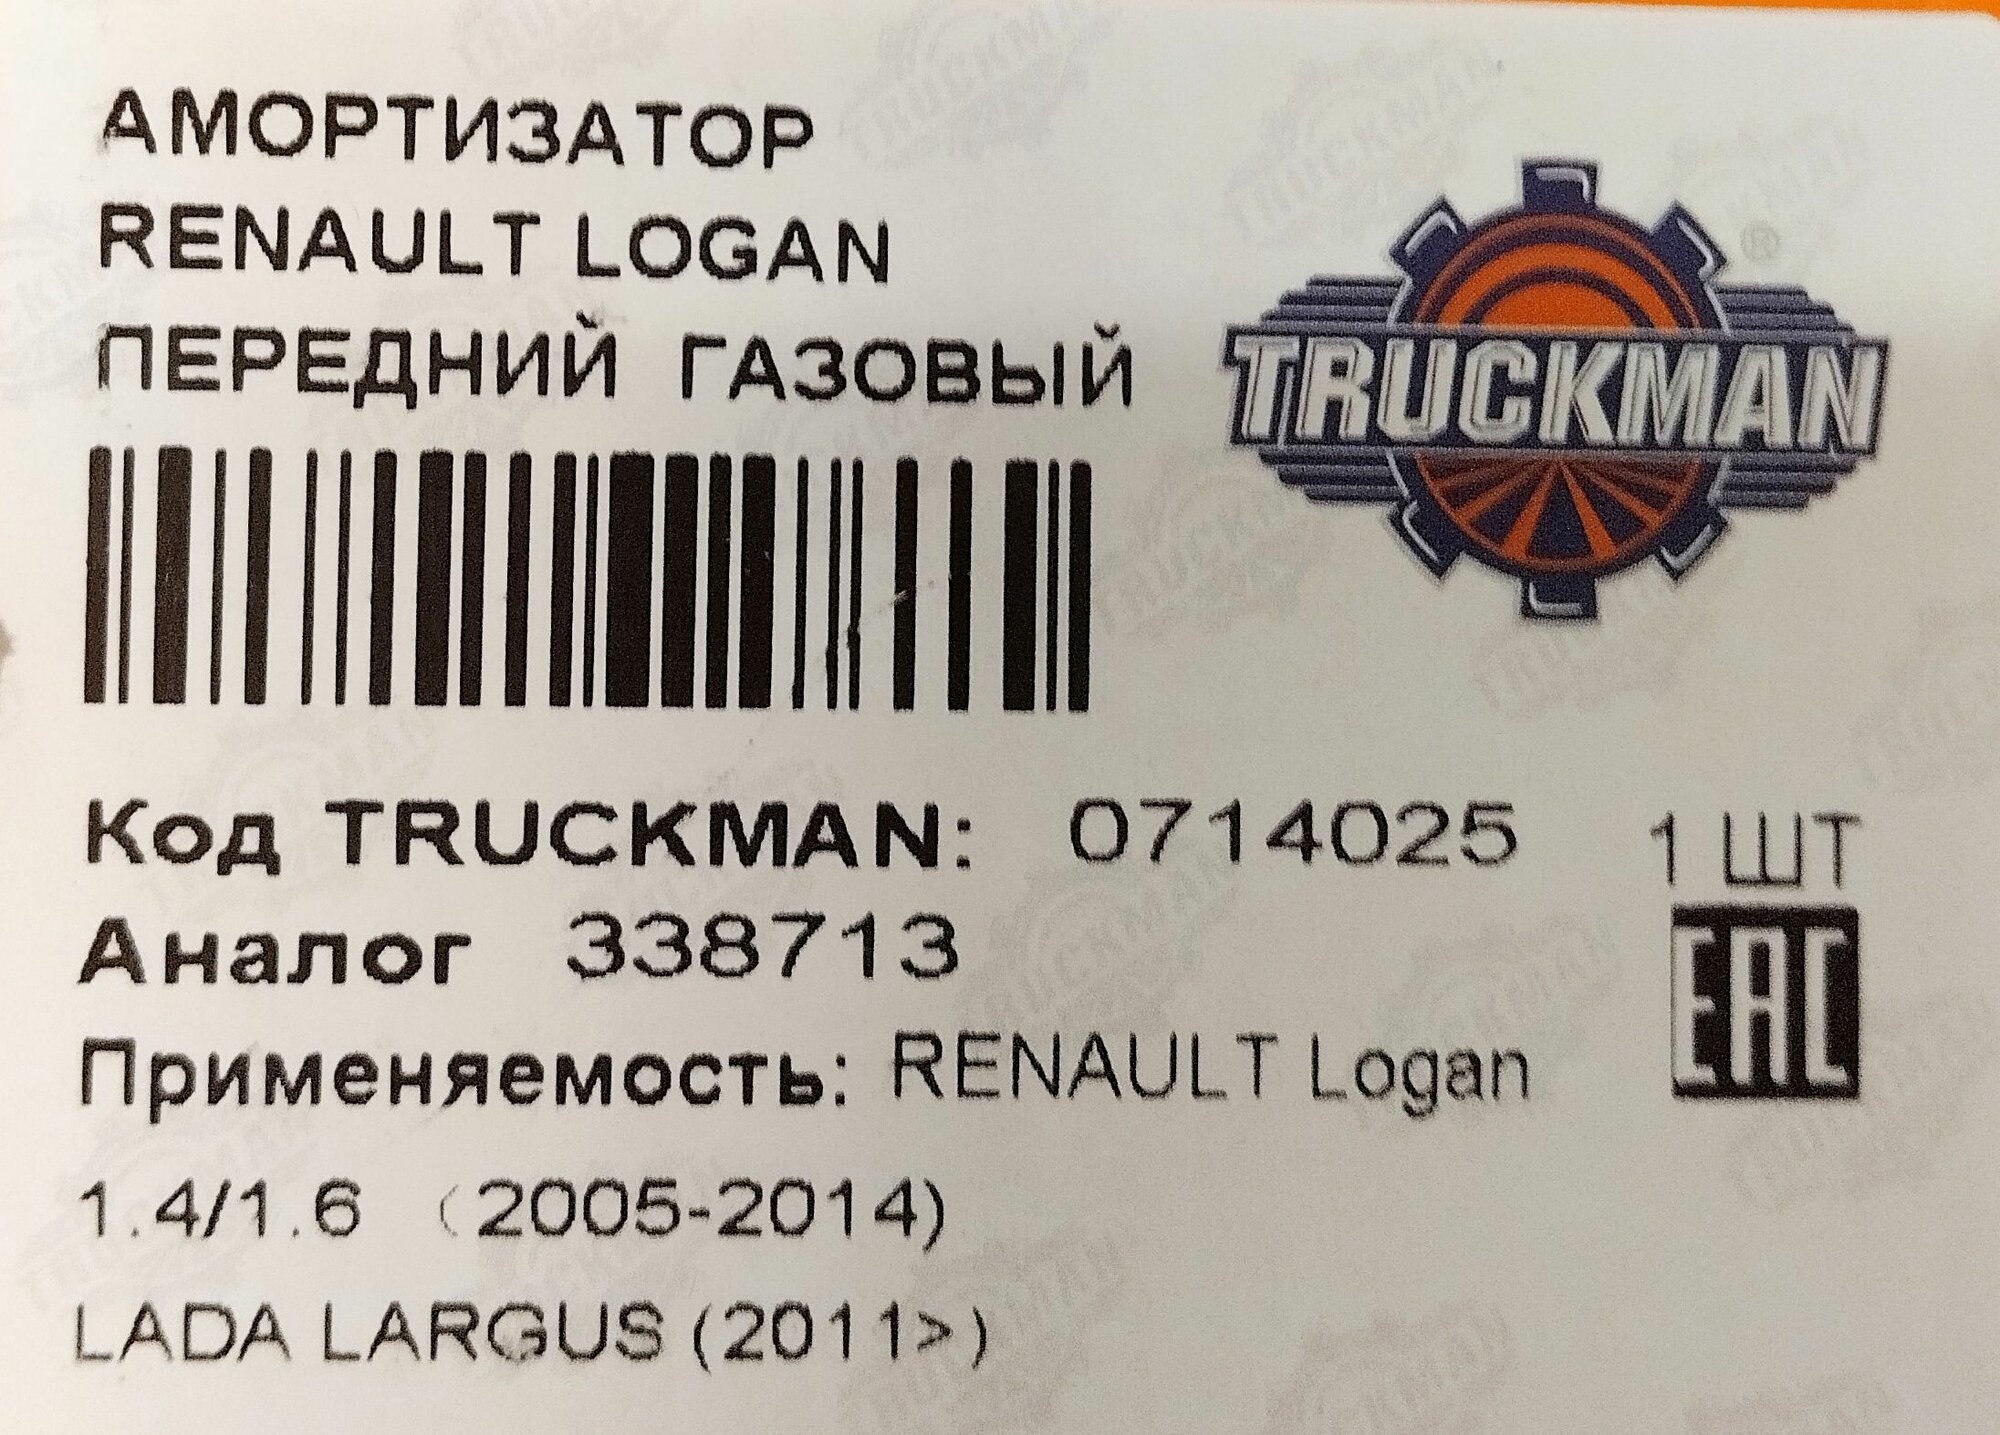 АМОРТИЗАТОР
RENAULT LOGAN
ПЕРЕДНИЙ ГАЗОВЫЙ
TRUCKMAN ®
Код TRUCKMAN: 0714025 1 ШТ
Аналог 338713
EAC
Применяемость: RENAULT Logan
1.4/1.6 (2005-2014)
LADA LARGUS (2011>)